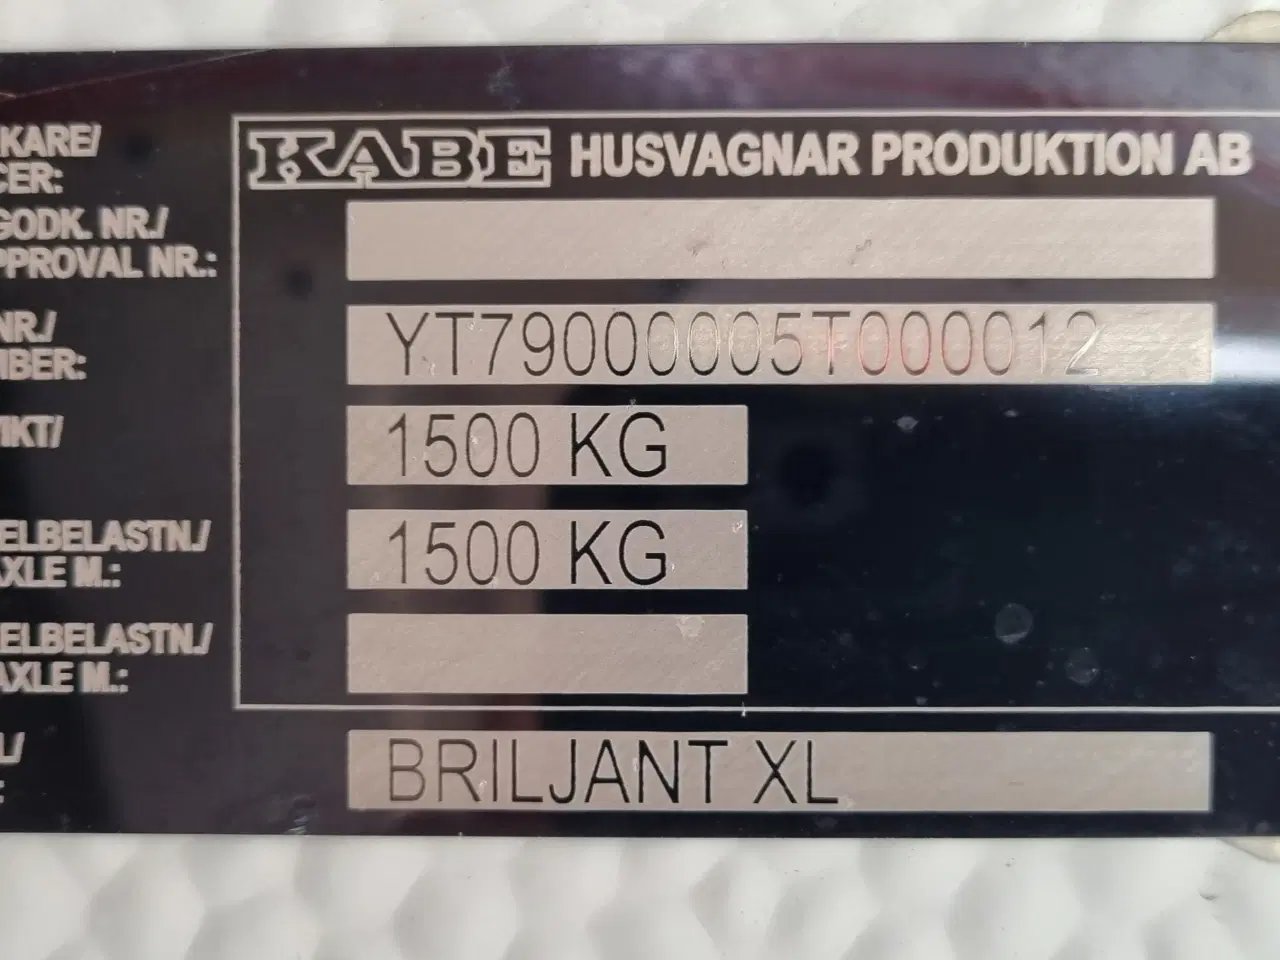 KARE/
CER:
KABE HUSVAGNAR PRODUKTION AB
GODK. NR./
PPROVAL NR.:
NR./
MBER:
YT79000005T000012
IKT/
1500 KG
ELBELASTN./
AXLE M.:
1500 KG
ELBELASTN./
AXLE M.:
L/
:
BRILJANT XL